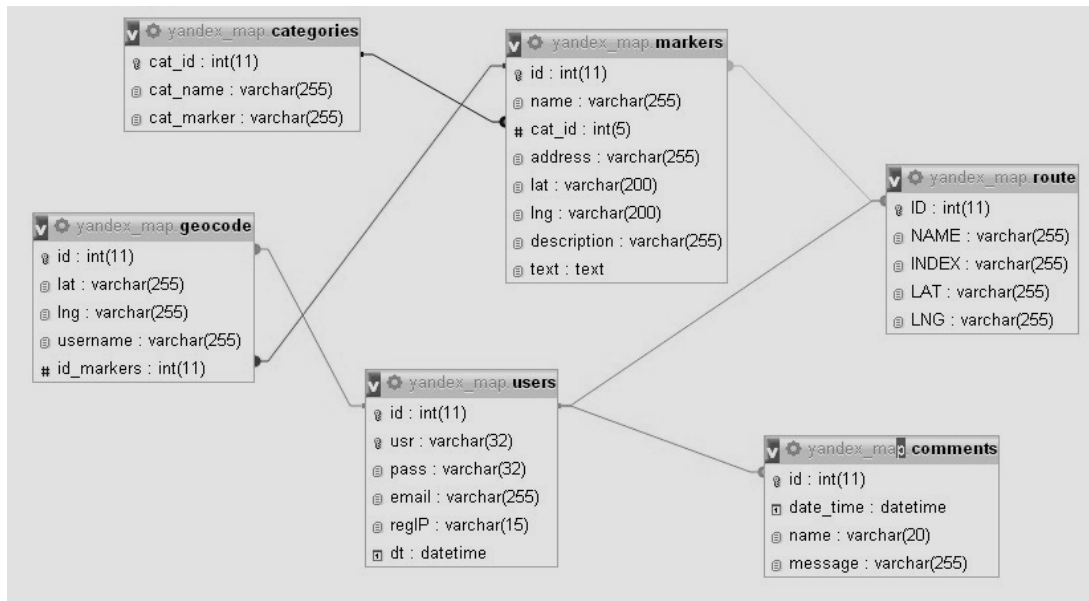 yandex_map.categories
cat_id : int(11)
cat_name : varchar(255)
cat_marker : varchar(255)
yandex_map.markers
id : int(11)
name : varchar(255)
# cat_id : int(5)
address : varchar(255)
lat : varchar(200)
lng : varchar(200)
description : varchar(255)
text : text
yandex_map.route
ID : int(11)
NAME : varchar(255)
INDEX : varchar(255)
LAT : varchar(255)
LNG : varchar(255)
yandex_map.geocode
id : int(11)
lat : varchar(255)
lng : varchar(255)
username : varchar(255)
# id_markers : int(11)
yandex_map.users
id : int(11)
usr : varchar(32)
pass : varchar(32)
email : varchar(255)
regIP : varchar(15)
dt : datetime
yandex_map.comments
id : int(11)
date_time : datetime
name : varchar(20)
message : varchar(255)